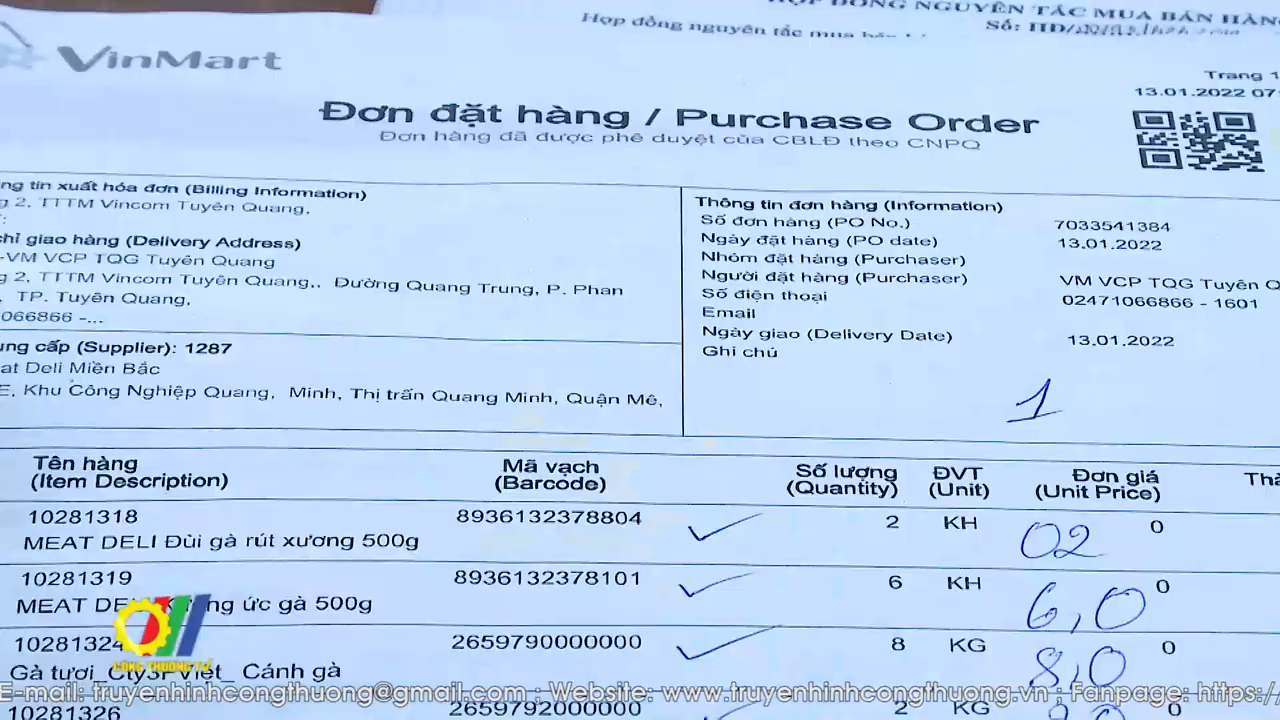 NGUYÊN TẮC MUA BÁN HÀNG
Hợp đồng nguyên tắc mua
Số:
VinMart
Trang 1
13.01.2022 07
Đơn đặt hàng / Purchase Order
Đơn hàng đã được phê duyệt của CBLĐ theo CNPQ
ng tin xuất hóa đơn (Billing Information)
g 2, TTTM Vincom Tuyên Quang,
hỉ giao hàng (Delivery Address)
-VM VCP TQG Tuyên Quang
g 2, TTTM Vincom Tuyên Quang,, Đường Quang Trung, P. Phan
, TP. Tuyên Quang,
066866 -...
ung cấp (Supplier): 1287
at Deli Miền Bắc
E, Khu Công Nghiệp Quang, Minh, Thị trấn Quang Minh, Quận Mê,
Thông tin đơn hàng (Information)
Số đơn hàng (PO No.) 7033541384
Ngày đặt hàng (PO date) 13.01.2022
Nhóm đặt hàng (Purchaser)
Người đặt hàng (Purchaser) VM VCP TQG Tuyên Q
Số điện thoại 02471066866 - 1601
Email
Ngày giao (Delivery Date) 13.01.2022
Ghi chú
1
Tên hàng Mã vạch Số lượng ĐVT Đơn giá Thà
(Item Description) (Barcode) (Quantity) (Unit) (Unit Price)
10281318 8936132378804 2 KH 02 0
MEAT DELI Đùi gà rút xương 500g
10281319 8936132378101 6 KH 6,0 0
MEAT DE ng ức gà 500g
10281324 2659790000000 8 KG 8,0 0
Gà tươi_Cty3F Việt_ Cánh gà
10281326 2659792000000 2 KG 0
CÔNG THƯƠNG TV
E-mail: truyenhinhcongthuong@gmail.com ; Website: www.truyenhinhcongthuong.vn ; Fanpage: https:/